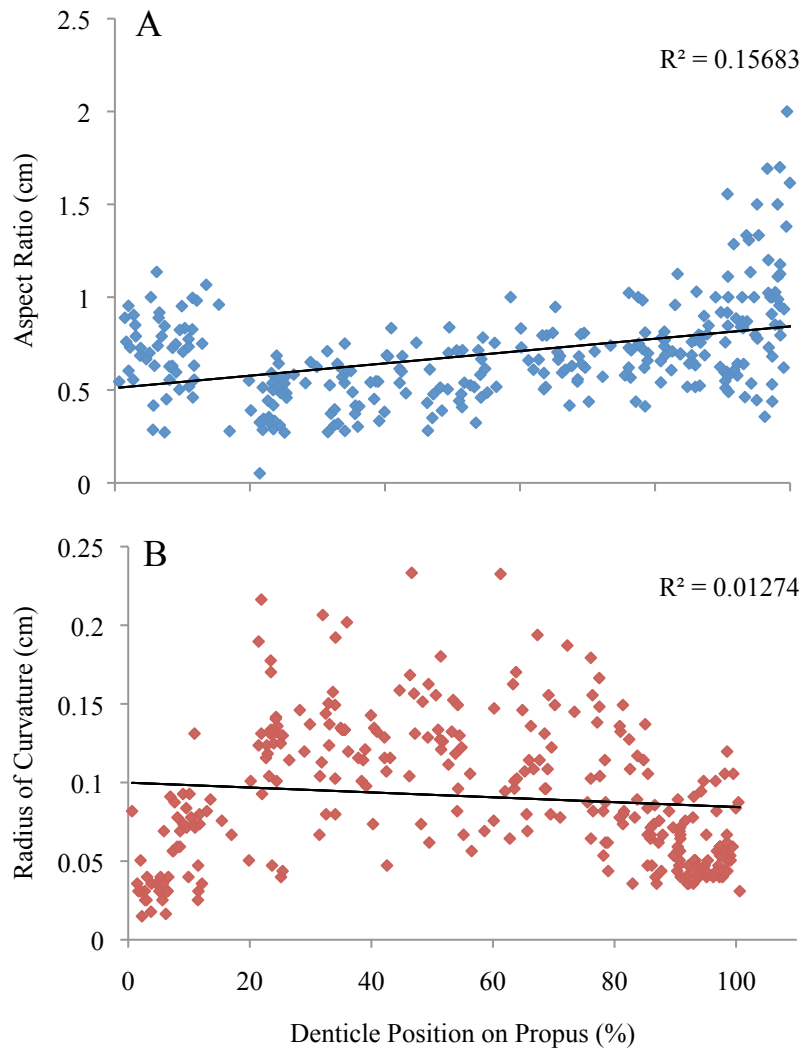 A
R² = 0.15683
Aspect Ratio (cm)
2.5
2
1.5
1
0.5
0
B
R² = 0.01274
Radius of Curvature (cm)
0.25
0.2
0.15
0.1
0.05
0
0 20 40 60 80 100
Denticle Position on Propus (%)